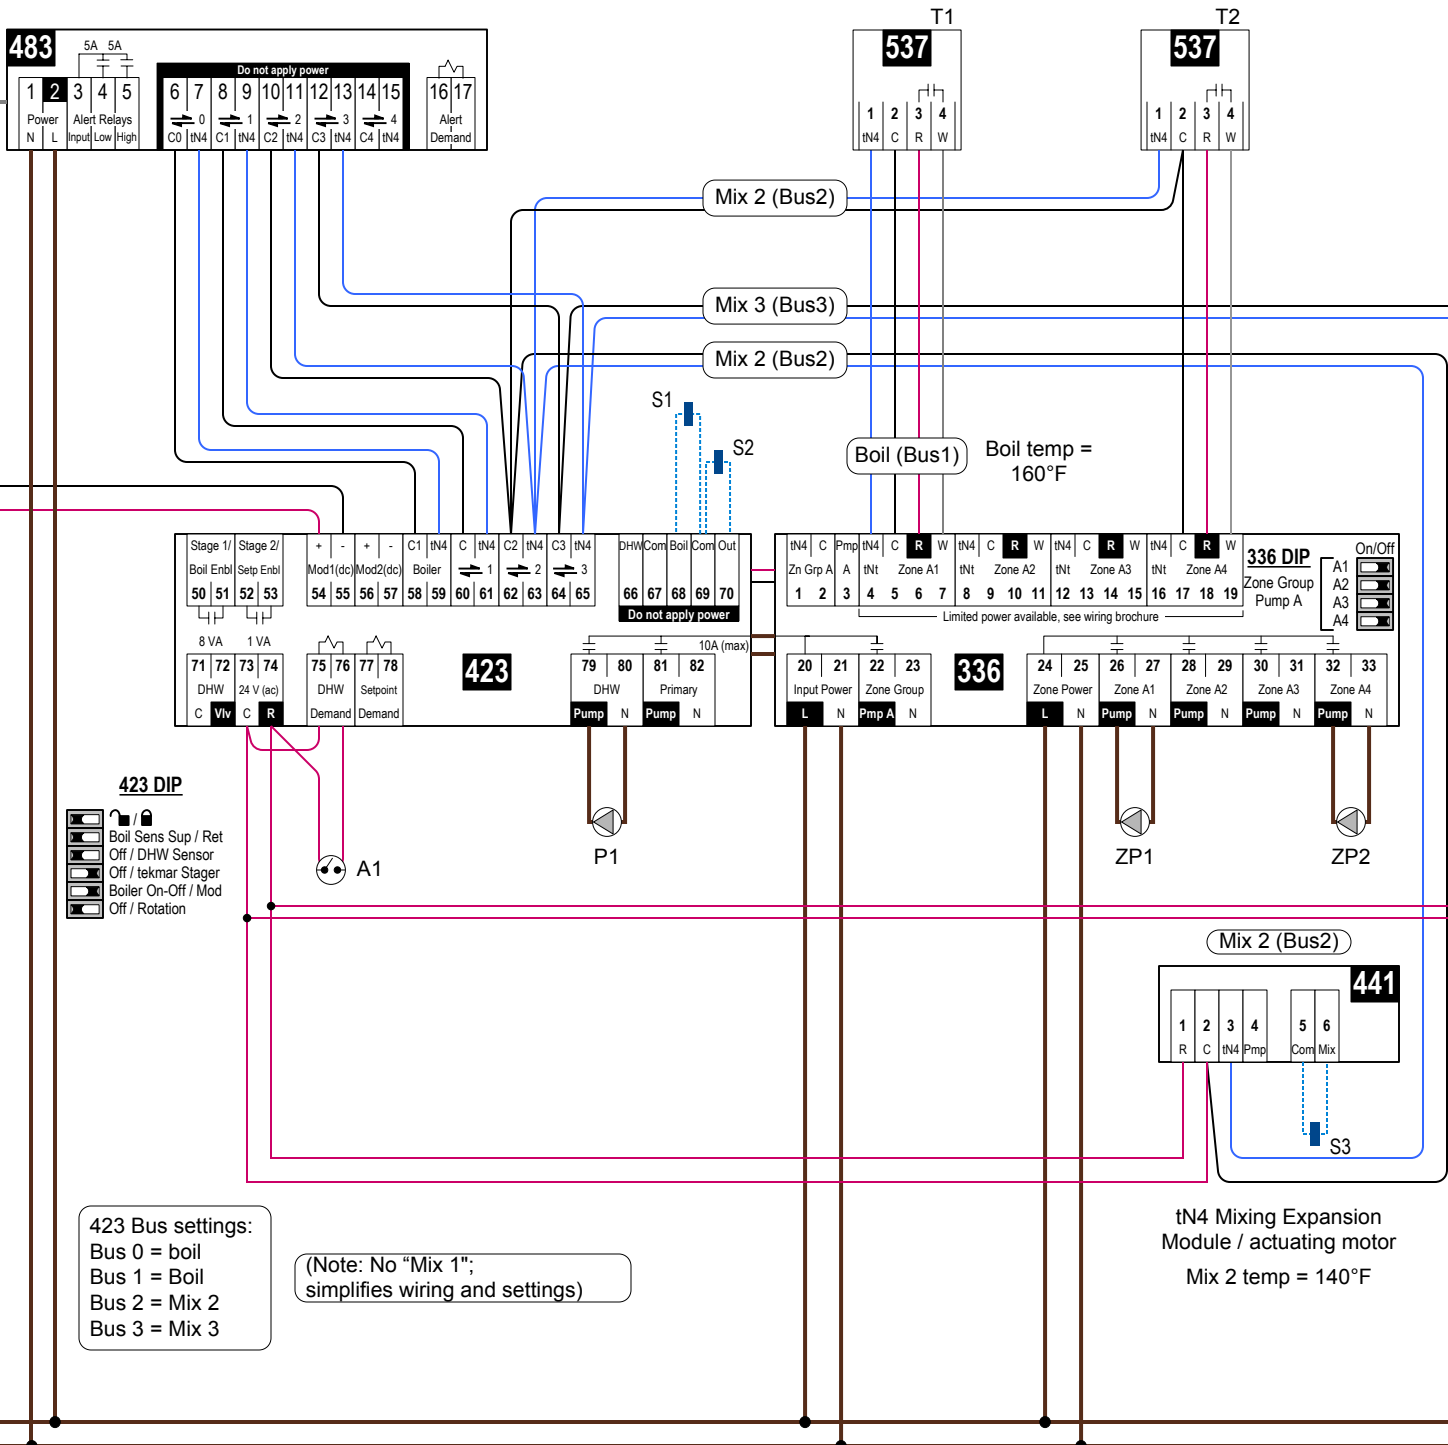 T1
T2
483
5A 5A
Do not apply power
537
537
1 2 3 4 5
6 7 8 9 10 11 12 13 14 15
16 17
Power
Alert Relays
0 1 2 3 4
Alert
N L Input Low High
C0 tN4 C1 tN4 C2 tN4 C3 tN4 C4 tN4
Demand
1 2 3 4
tN4 C R W
1 2 3 4
tN4 C R W
Mix 2 (Bus2)
Mix 3 (Bus3)
Mix 2 (Bus2)
S1
S2
Boil (Bus1)
Boil temp =
160°F
Stage 1/ Stage 2/
+ - + - C1 tN4 C tN4 C2 tN4 C3 tN4
DHW Com Boil Com Out
Boil Enbl Setp Enbl
Mod1(dc) Mod2(dc) Boiler 1 2 3
50 51 52 53
54 55 56 57 58 59 60 61 62 63 64 65
66 67 68 69 70
Do not apply power
8 VA 1 VA
10A (max)
71 72 73 74
75 76 77 78
423
79 80 81 82
DHW 24 V (ac)
DHW Setpoint
DHW Primary
C Vlv C R
Demand Demand
Pump N Pump N
tN4 C Pmp tN4 C R W tN4 C R W tN4 C R W tN4 C R W
Zn Grp A A tNt Zone A1 tNt Zone A2 tNt Zone A3 tNt Zone A4
1 2 3 4 5 6 7 8 9 10 11 12 13 14 15 16 17 18 19
Limited power available, see wiring brochure
336 DIP
Zone Group
Pump A
On/Off
A1
A2
A3
A4
20 21 22 23
336
24 25 26 27 28 29 30 31 32 33
Input Power Zone Group
Zone Power Zone A1 Zone A2 Zone A3 Zone A4
L N Pmp A N
L N Pump N Pump N Pump N Pump N
423 DIP
/
Boil Sens Sup / Ret
Off / DHW Sensor
Off / tekmar Stager
Boiler On-Off / Mod
Off / Rotation
A1
P1
ZP1
ZP2
Mix 2 (Bus2)
441
1 2 3 4 5 6
R C tN4 Pmp Com Mix
S3
tN4 Mixing Expansion
Module / actuating motor
Mix 2 temp = 140°F
423 Bus settings:
Bus 0 = boil
Bus 1 = Boil
Bus 2 = Mix 2
Bus 3 = Mix 3
(Note: No “Mix 1";
simplifies wiring and settings)